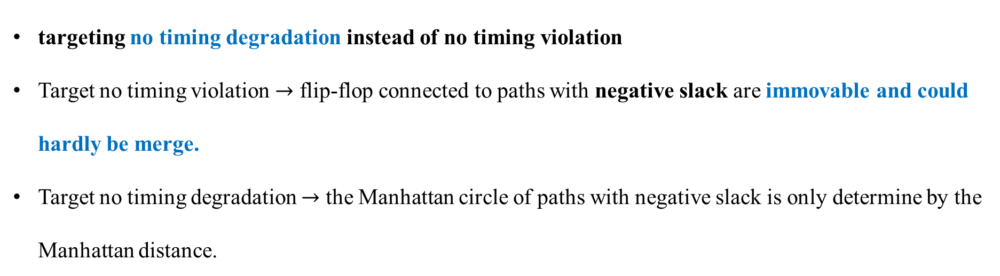 • targeting no timing degradation instead of no timing violation
• Target no timing violation → flip-flop connected to paths with negative slack are immovable and could
hardly be merge.
• Target no timing degradation → the Manhattan circle of paths with negative slack is only determine by the
Manhattan distance.